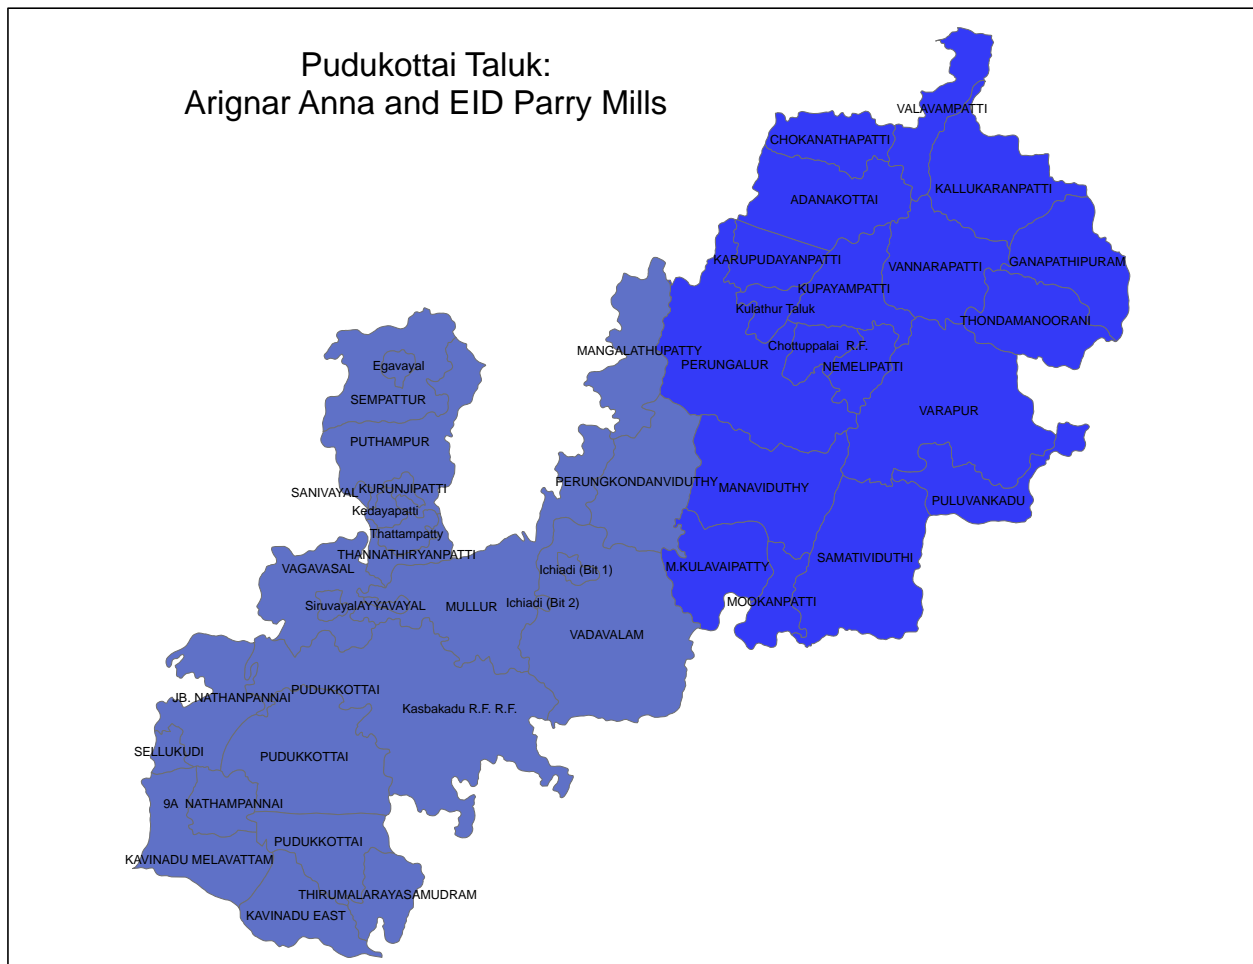 Pudukottai Taluk:
Arignar Anna and EID Parry Mills
VALAVAMPATTI
CHOKANATHAPATTI
KALLUKARANPATTI
ADANAKOTTAI
KARUPUDAYANPATTI
VANNARAPATTI
GANAPATHIPURAM
KUPAYAMPATTI
Kulathur Taluk
THONDAMANOORANI
Chottuppalai R.F.
MANGALATHUPATTY
PERUNGALUR
NEMELIPATTI
Egavayal
SEMPATTUR
VARAPUR
PUTHAMPUR
PERUNGKONDANVIDUTHY
MANAVIDUTHY
SANIVAYAL
KURUNJIPATTI
PULUVANKADU
Kedayapatti
Thattampatty
THANNATHIRYANPATTI
SAMATIVIDUTHI
VAGAVASAL
Ichiadi (Bit 1)
M.KULAVAIPATTY
Siruvayal
AYYAVAYAL
MULLUR
Ichiadi (Bit 2)
MOOKANPATTI
VADAVALAM
PUDUKKOTTAI
JB. NATHANPANNAI
Kasbakadu R.F. R.F.
SELLUKUDI
PUDUKKOTTAI
9A NATHAMPANNAI
PUDUKKOTTAI
KAVINADU MELAVATTAM
THIRUMALARAYASAMUDRAM
KAVINADU EAST